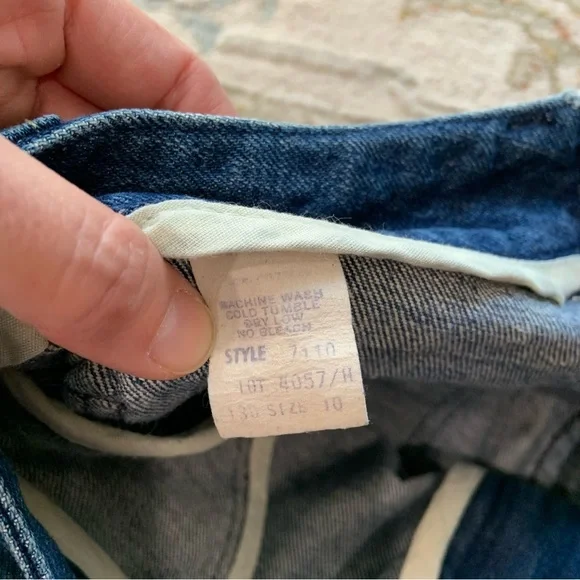 MACHINE WASH
COLD TUMBLE
DRY LOW
NO BLEACH
STYLE 7110
LOT 4057/H
SIZE 10